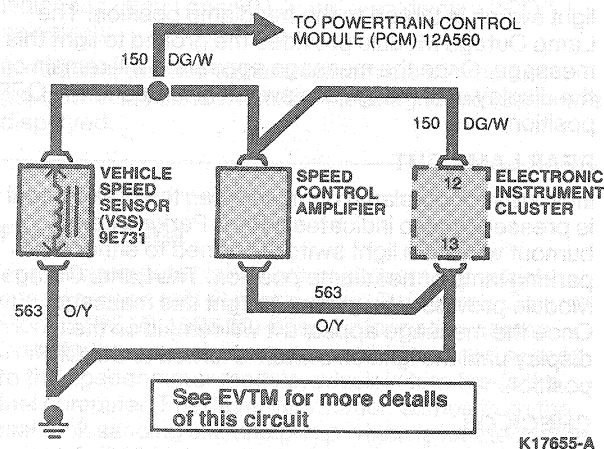 TO POWERTRAIN CONTROL
MODULE (PCM) 12A560
150 DG/W
150 DG/W
VEHICLE
SPEED
SENSOR
(VSS)
9E731
SPEED
CONTROL
AMPLIFIER
12
13
ELECTRONIC
INSTRUMENT
CLUSTER
563 O/Y
563
O/Y
See EVTM for more details
of this circuit
K17655-A